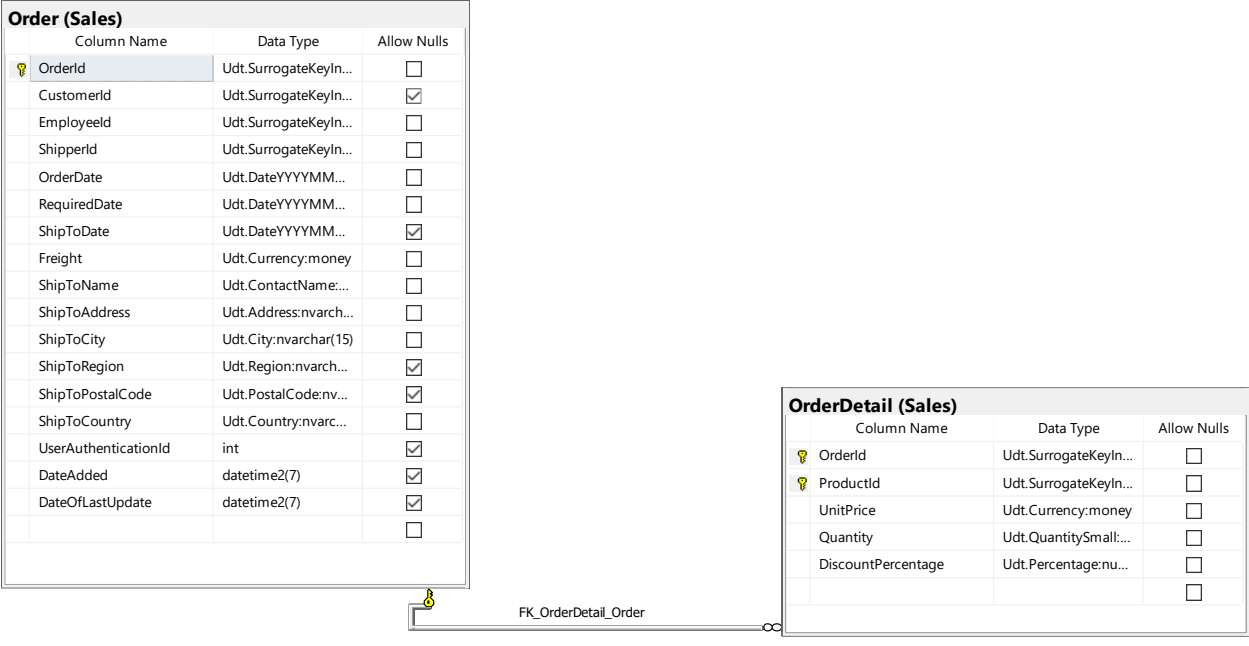 Order (Sales)
Column Name Data Type Allow Nulls
OrderId Udt.SurrogateKeyIn...
CustomerId Udt.SurrogateKeyIn...
EmployeeId Udt.SurrogateKeyIn...
ShipperId Udt.SurrogateKeyIn...
OrderDate Udt.DateYYYYMM...
RequiredDate Udt.DateYYYYMM...
ShipToDate Udt.DateYYYYMM...
Freight Udt.Currency:money
ShipToName Udt.ContactName:...
ShipToAddress Udt.Address:nvarch...
ShipToCity Udt.City:nvarchar(15)
ShipToRegion Udt.Region:nvarch...
ShipToPostalCode Udt.PostalCode:nv...
ShipToCountry Udt.Country:nvarc...
UserAuthenticationId int
DateAdded datetime2(7)
DateOfLastUpdate datetime2(7)
OrderDetail (Sales)
Column Name Data Type Allow Nulls
OrderId Udt.SurrogateKeyIn...
ProductId Udt.SurrogateKeyIn...
UnitPrice Udt.Currency:money
Quantity Udt.QuantitySmall:...
DiscountPercentage Udt.Percentage:nu...
FK_OrderDetail_Order